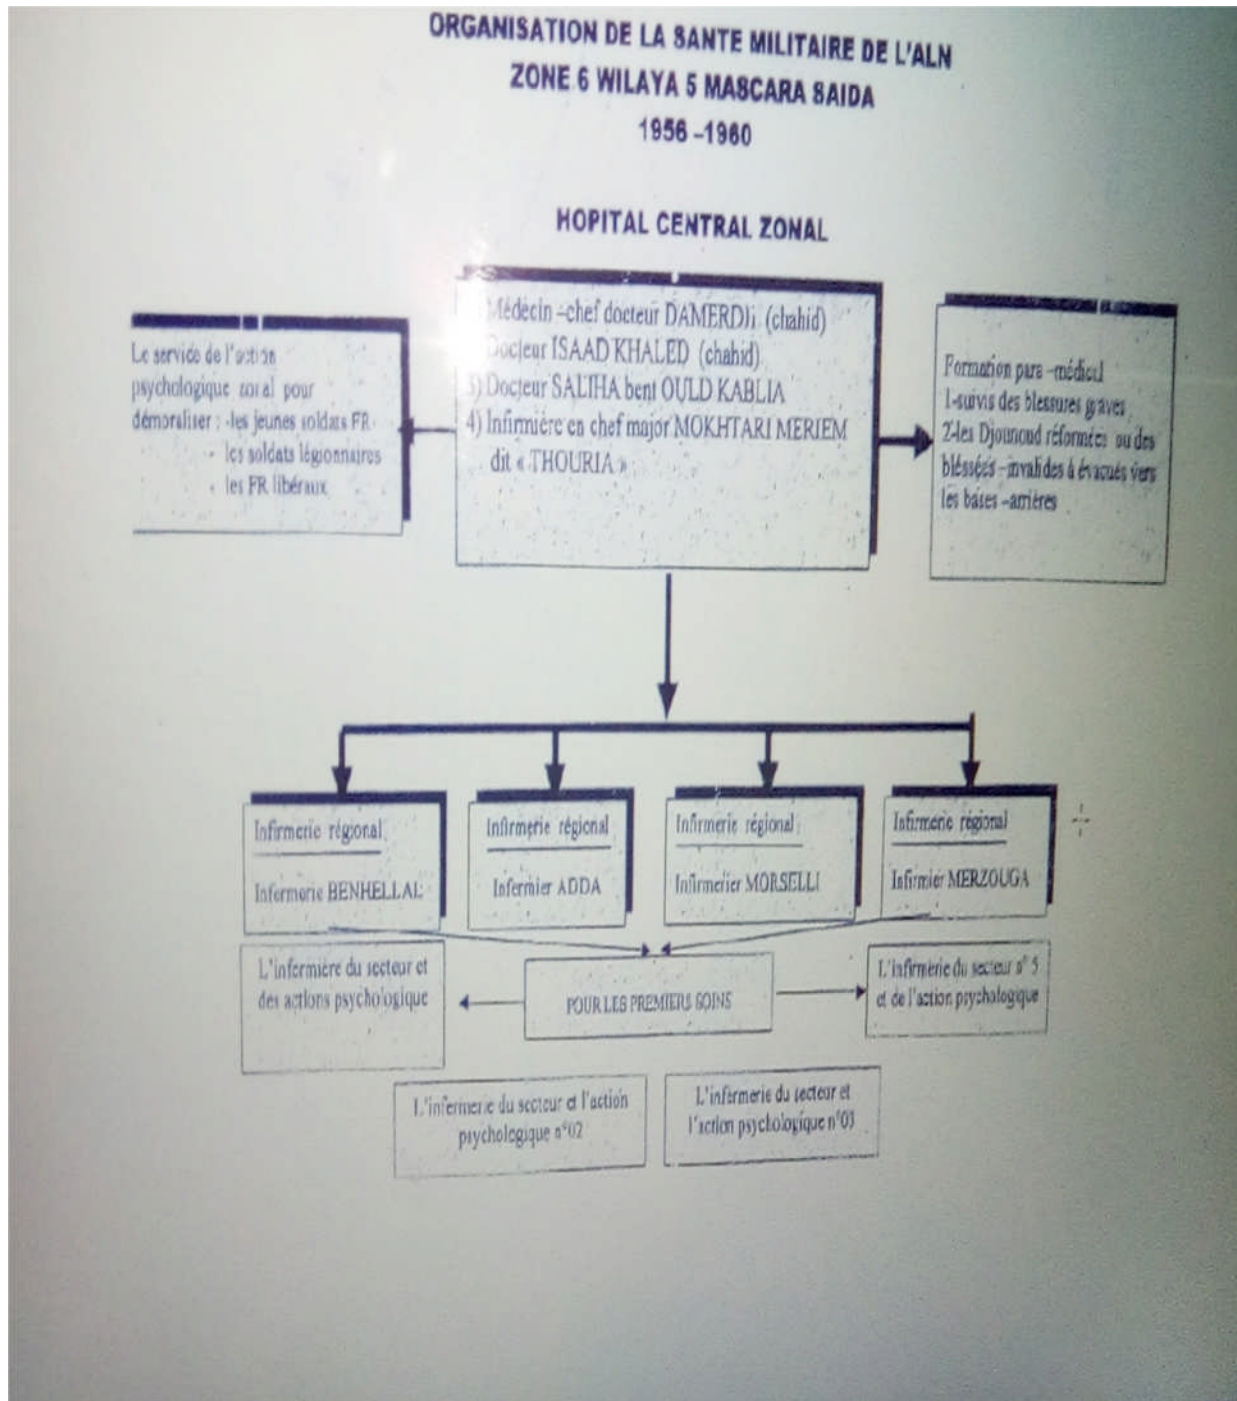 ORGANISATION DE LA SANTE MILITAIRE DE L'ALN
ZONE 6 WILAYA 5 MASCARA SAIDA
1956 –1960
HOPITAL CENTRAL ZONAL
Le service de l'action
psychologique zonal pour
démoraliser : -les jeunes soldats FR
- les soldats légionnaires
- les FR libéraux
Médecin –chef docteur DAMERDJi (chahid)
Docteur ISAAD KHALED (chahid)
3) Docteur SALIHA bent OULD KABLIA
4) Infirmière en chef major MOKHTARI MERIEM
dit « THOURIA »
Formation para –médical
1-suivis des blessures graves
2-les Djounoud réformées ou des
bléssées –invalides à évacués vers
les bases –arrières
Infirmerie régional
Infermerie BENHELLAL
Infirmerie régional
Infermier ADDA
Infirmerie régional
Infirmerier MORSELLI
Infirmerie régional
Infirmier MERZOUGA
L'infermière du secteur et
des actions psychologique
POUR LES PREMIERS SOINS
L'infirmerie du secteur n° 5
et de l'action psychalogique
L'infermerie du secteur et l'action
psychologique n°02
L'infermerie du secteur et
l'action psychologique n°03